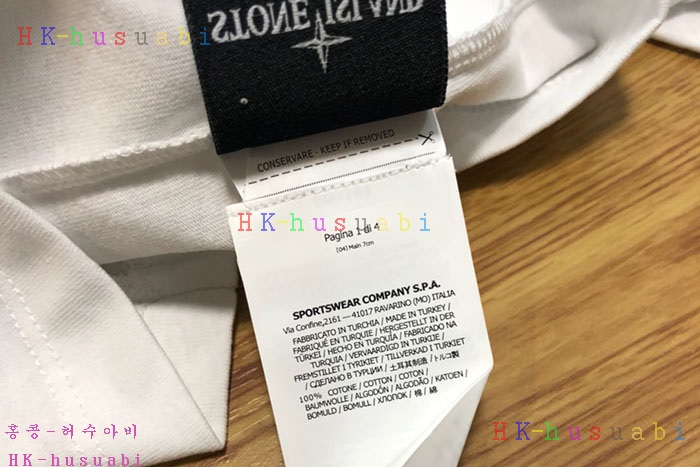 HK-husuabi
STONE ISLAND
CONSERVARE - KEEP IF REMOVED
HK-husuabi
Pagina 1 di 4
[04] Main 7cm
SPORTSWEAR COMPANY S.P.A.
Via Confine,2161 — 41017 RAVARINO (MO) ITALIA
FABBRICATO IN TURCHIA / MADE IN TURKEY /
FABRIQUÉ EN TURQUIE / HERGESTELLT IN DER
TÜRKEI / HECHO EN TURQUÍA / FABRICADO NA
TURQUIA / VERVAARDIGD IN TURKIJE /
FREMSTILLET I TYRKIET / TILLVERKAD I TURKIET
/ СДЕЛАНО В ТУРЦИИ / 土耳其制造 / トルコ製
100% COTONE / COTTON / COTON /
BAUMWOLLE / ALGODÓN / ALGODÃO / KATOEN /
BOMULD / BOMULL / ХЛОПОК / 棉 / 綿
홍콩-허수아비
HK-husuabi
HK-husuabi